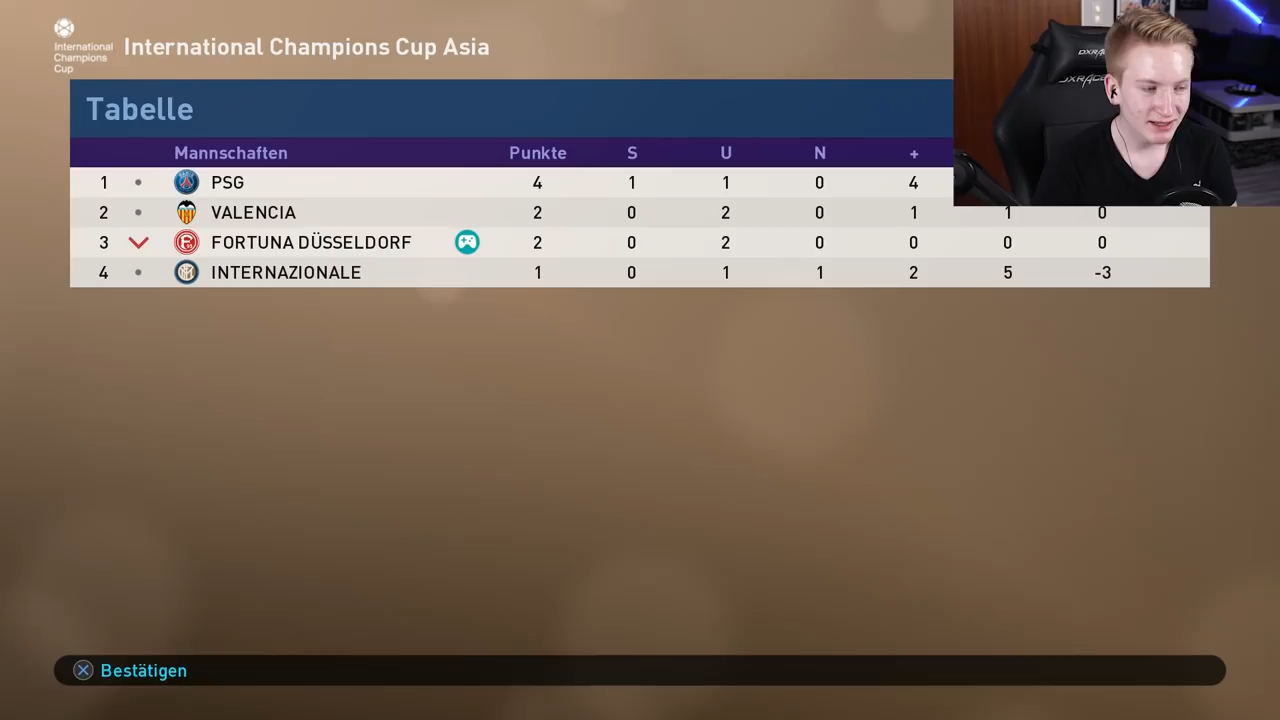 International
Champions
Cup
International Champions Cup Asia
Tabelle
Mannschaften Punkte S U N +
1 PSG 4 1 1 0 4
2 VALENCIA 2 0 2 0 1 1 0
3 FORTUNA DÜSSELDORF 2 0 2 0 0 0 0
4 INTERNAZIONALE 1 0 1 1 2 5 -3
Bestätigen
DXRACER